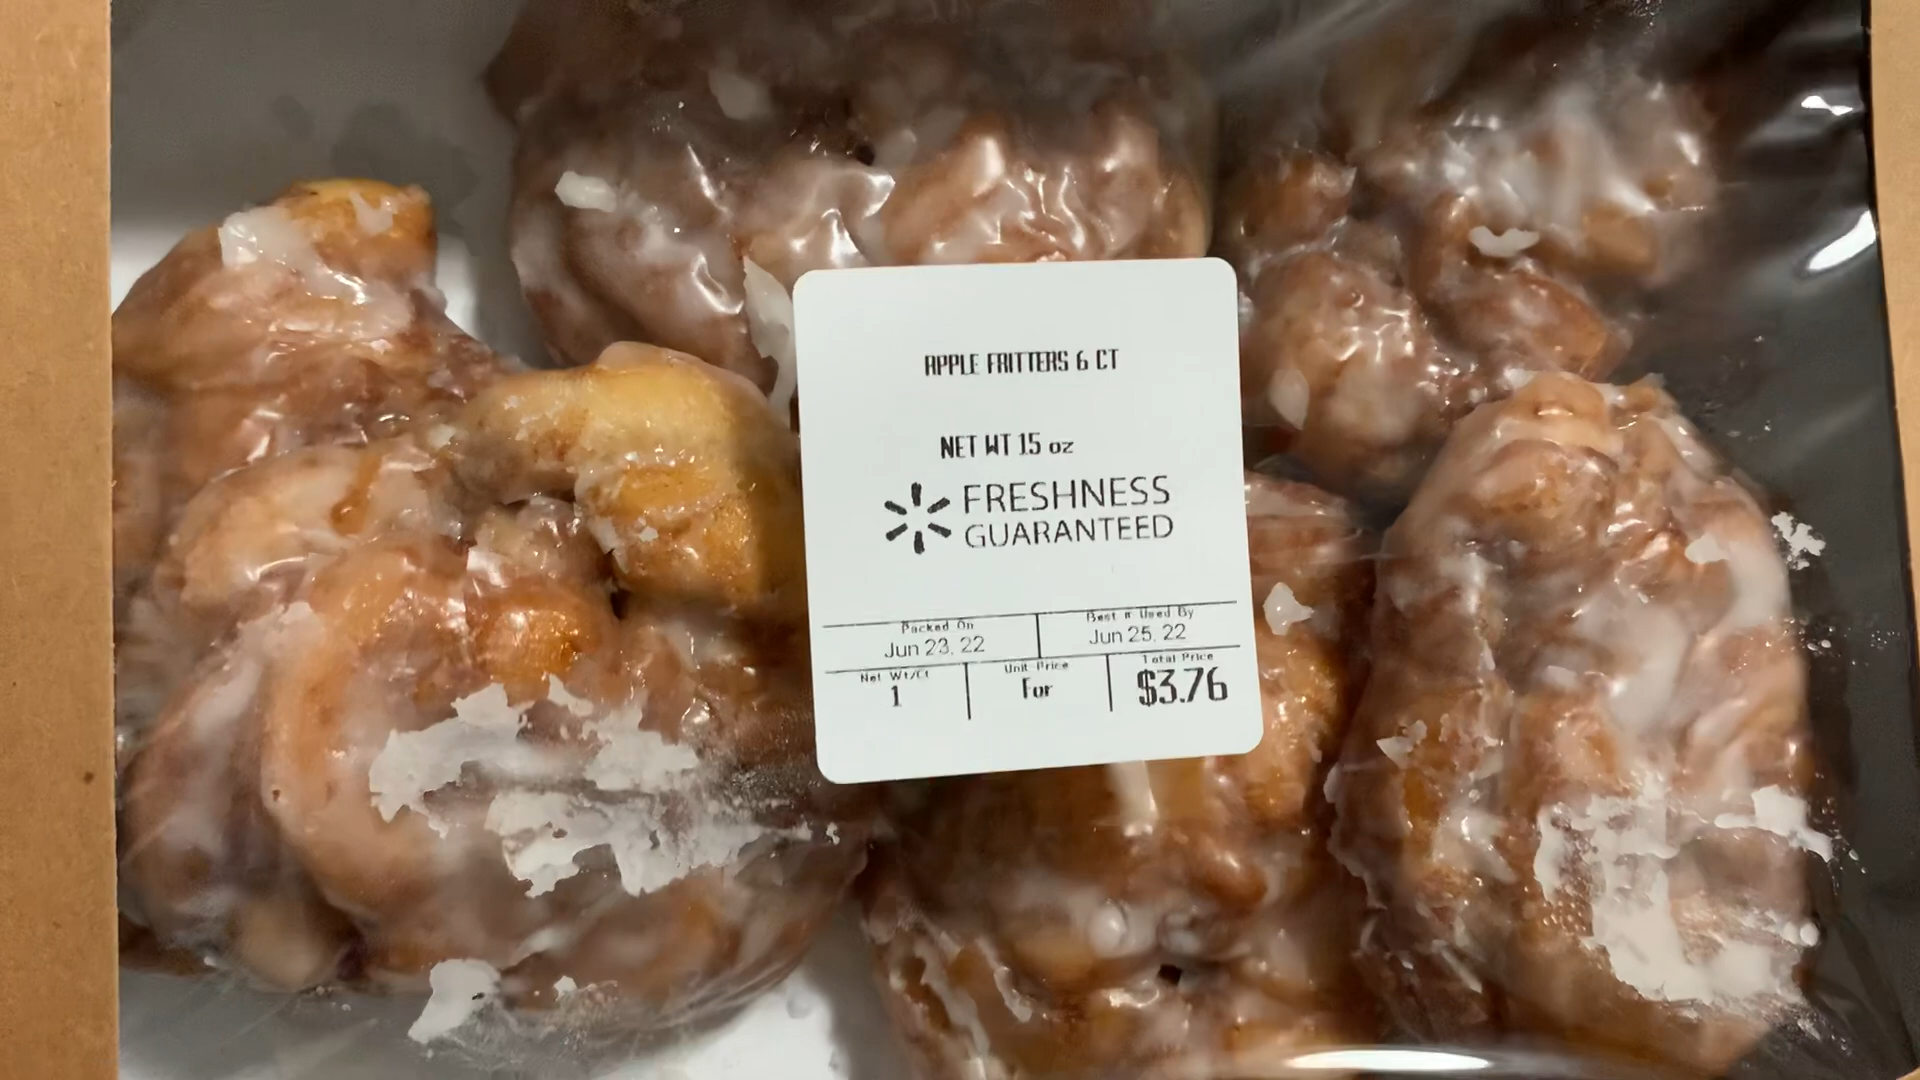 APPLE FRITTERS 6 CT
NET WT 15 oz
FRESHNESS
GUARANTEED
Packed On
Jun 23, 22
Best if Used By
Jun 25, 22
Net Wt/Ct
1
Unit Price
For
Total Price
$3.76